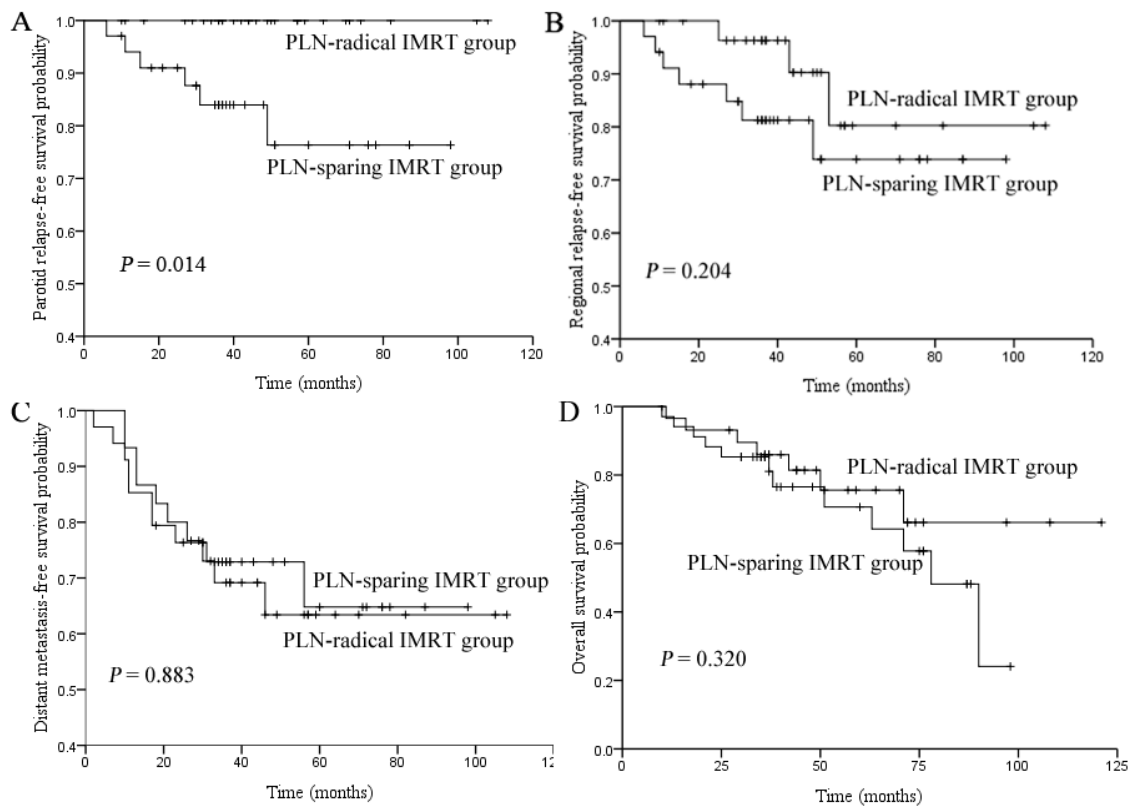 A
1.0
0.9
0.8
0.7
0.6
0.5
0.4
Parotid relapse-free survival probability
PLN-radical IMRT group
PLN-sparing IMRT group
P = 0.014
0 20 40 60 80 100 120
Time (months)
B
1.0
0.9
0.8
0.7
0.6
0.5
0.4
Regional relapse-free survival probability
PLN-radical IMRT group
PLN-sparing IMRT group
P = 0.204
0 20 40 60 80 100 120
Time (months)
C
1.0
0.9
0.8
0.7
0.6
0.5
0.4
Distant metastasis-free survival probability
PLN-sparing IMRT group
PLN-radical IMRT group
P = 0.883
0 20 40 60 80 100
Time (months)
D
1.0
0.8
0.6
0.4
0.2
0.0
Overall survival probability
PLN-radical IMRT group
PLN-sparing IMRT group
P = 0.320
0 25 50 75 100 125
Time (months)